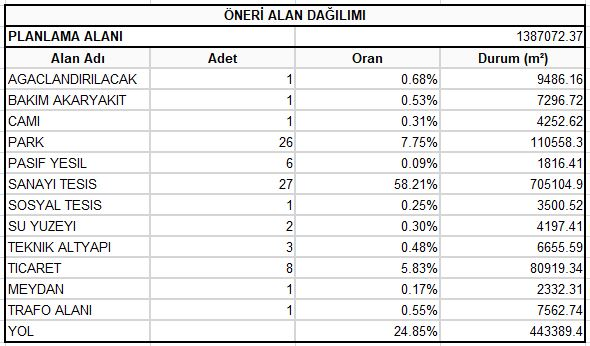 ÖNERİ ALAN DAĞILIMI
PLANLAMA ALANI 1387072.37
Alan Adı Adet Oran Durum (m²)
AGACLANDIRILACAK 1 0.68% 9486.16
BAKIM AKARYAKIT 1 0.53% 7296.72
CAMI 1 0.31% 4252.62
PARK 26 7.75% 110558.3
PASIF YESIL 6 0.09% 1816.41
SANAYI TESIS 27 58.21% 705104.9
SOSYAL TESIS 1 0.25% 3500.52
SU YUZEYI 2 0.30% 4197.41
TEKNIK ALTYAPI 3 0.48% 6655.59
TICARET 8 5.83% 80919.34
MEYDAN 1 0.17% 2332.31
TRAFO ALANI 1 0.55% 7562.74
YOL 24.85% 443389.4